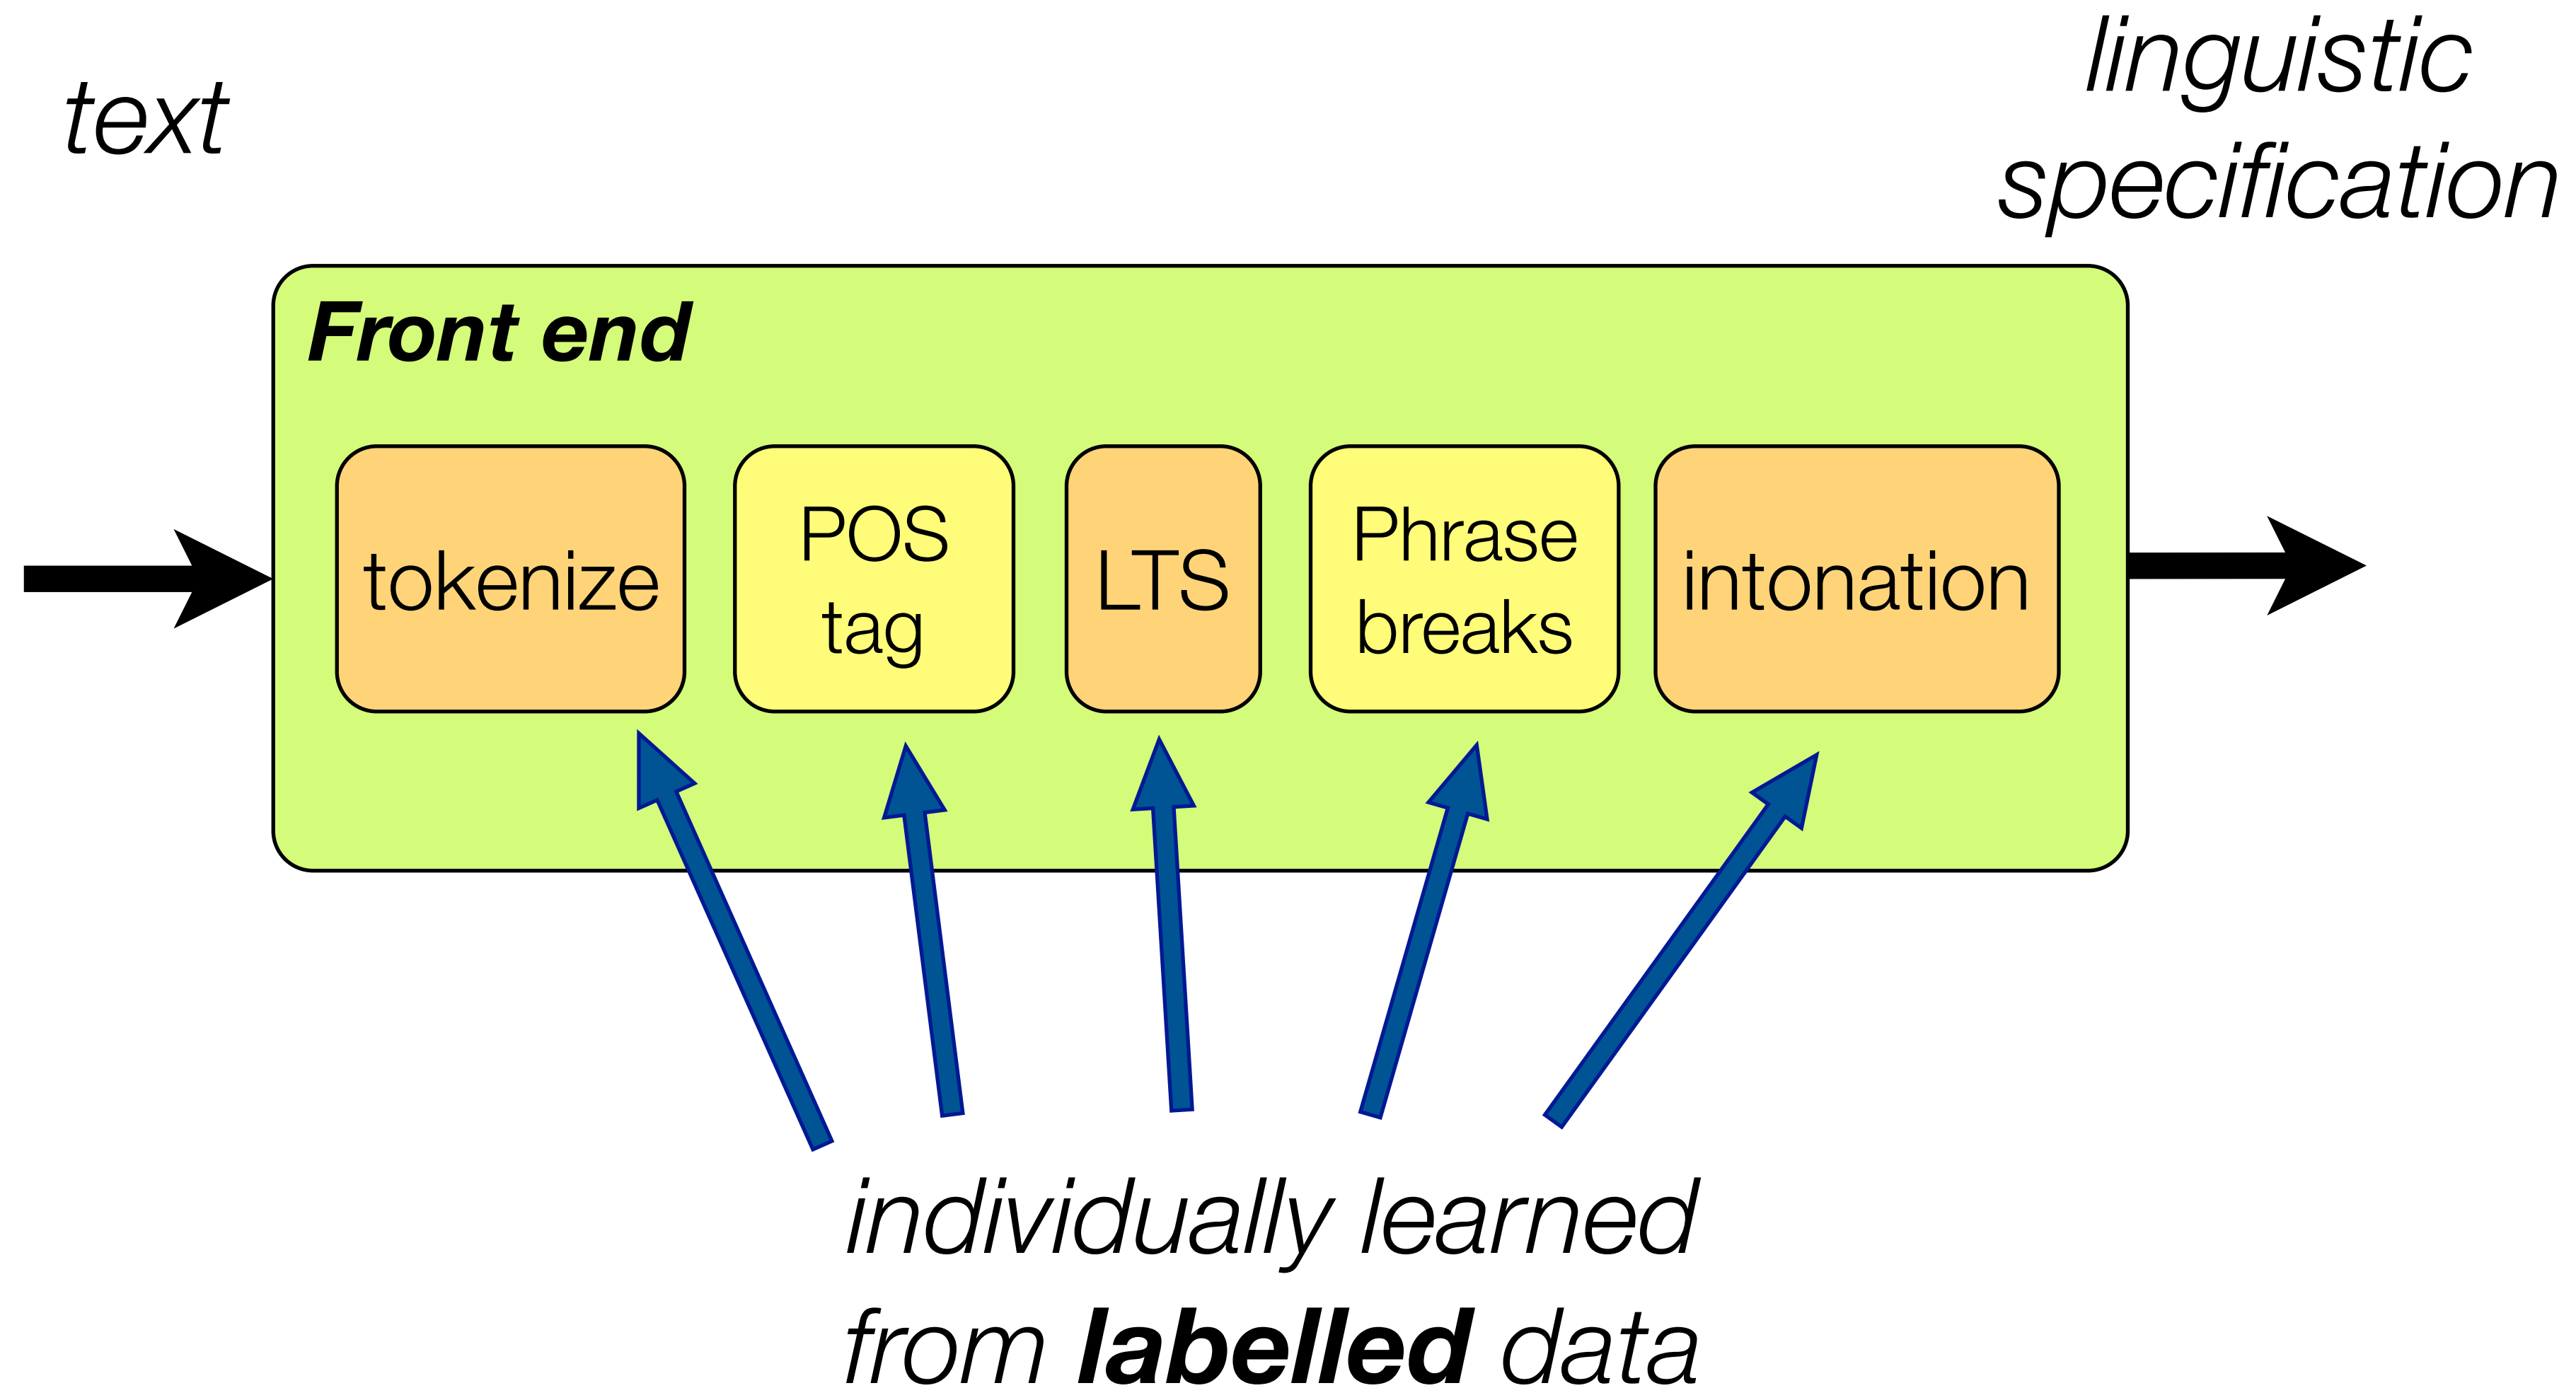 text
linguistic
specification
Front end
tokenize
POS
tag
LTS
Phrase
breaks
intonation
individually learned
from labelled data